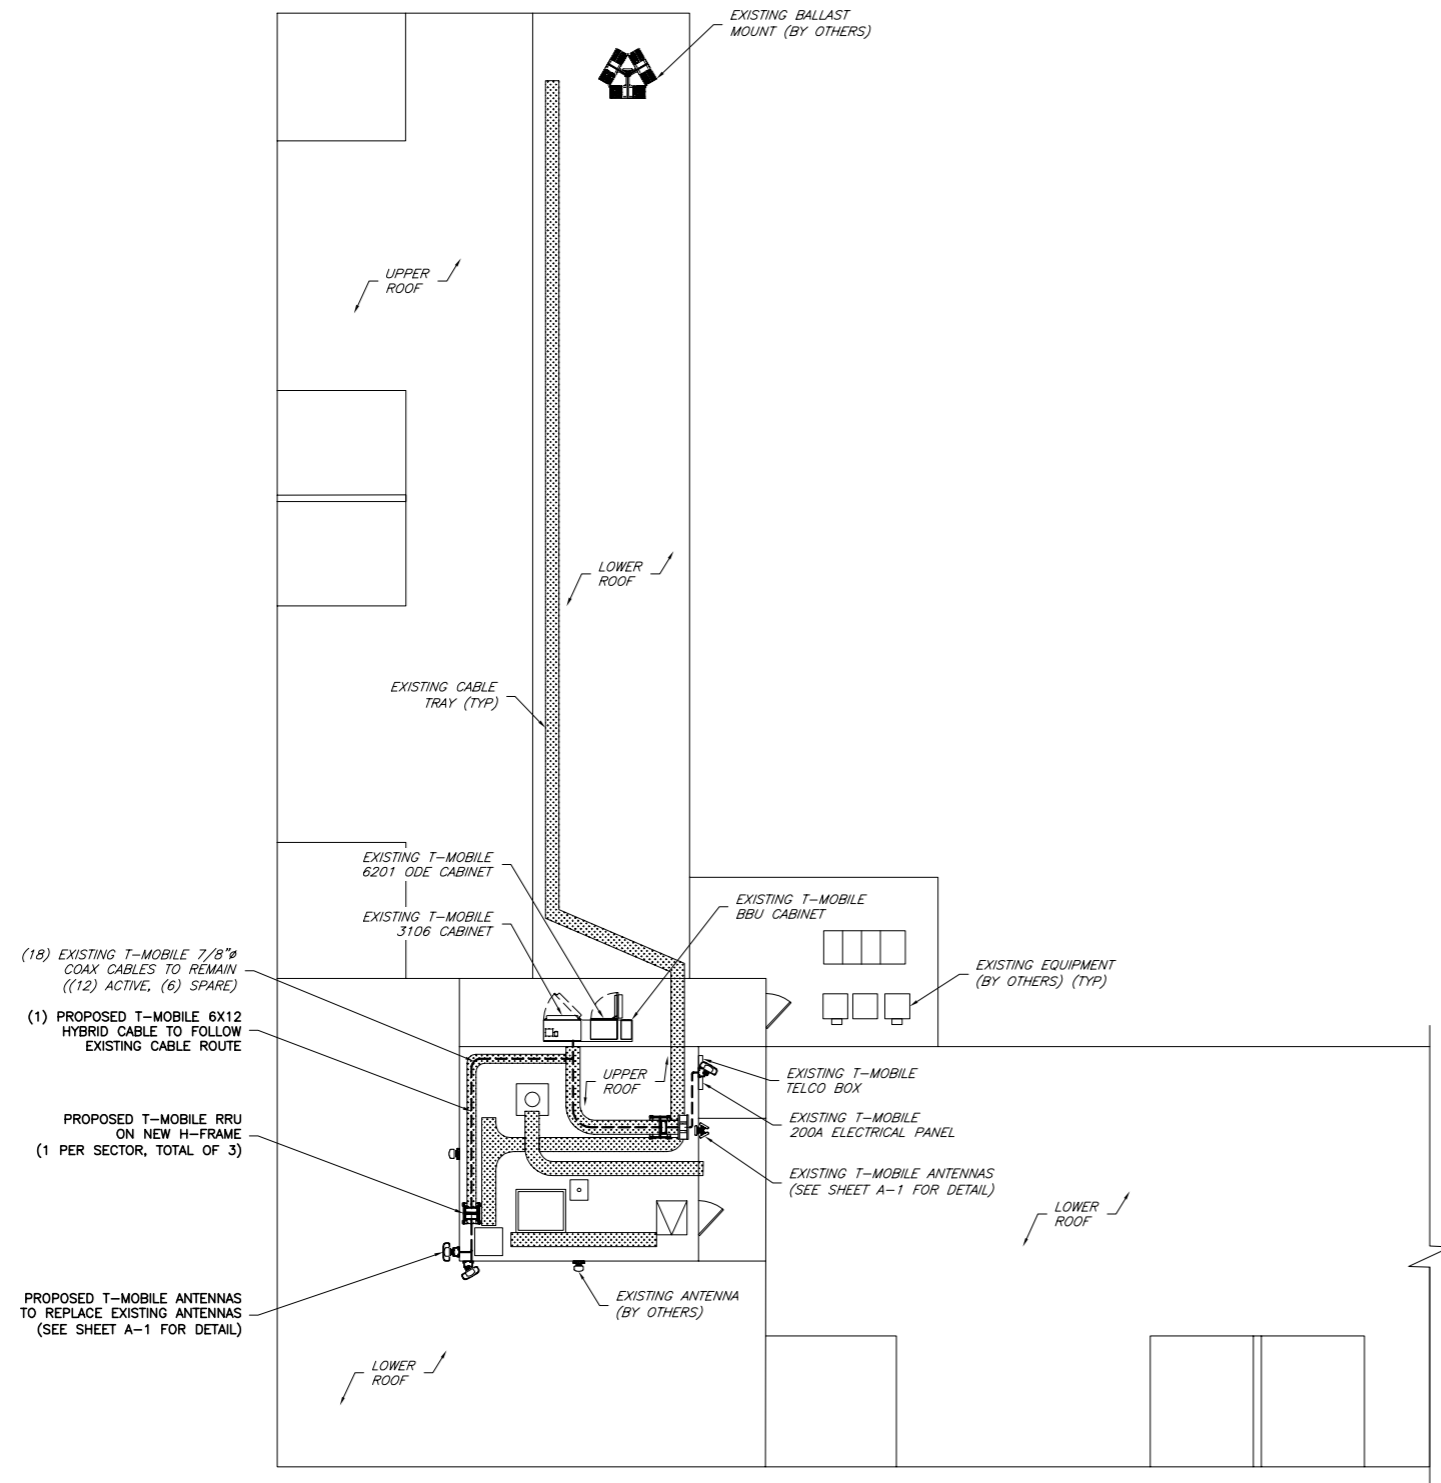 EXISTING BALLAST
MOUNT (BY OTHERS)
UPPER
ROOF
LOWER
ROOF
EXISTING CABLE
TRAY (TYP)
EXISTING T-MOBILE
6201 ODE CABINET
EXISTING T-MOBILE
3106 CABINET
EXISTING T-MOBILE
BBU CABINET
(18) EXISTING T-MOBILE 7/8"ø
COAX CABLES TO REMAIN
((12) ACTIVE, (6) SPARE)
EXISTING EQUIPMENT
(BY OTHERS) (TYP)
(1) PROPOSED T-MOBILE 6X12
HYBRID CABLE TO FOLLOW
EXISTING CABLE ROUTE
UPPER
ROOF
EXISTING T-MOBILE
TELCO BOX
PROPOSED T-MOBILE RRU
ON NEW H-FRAME
(1 PER SECTOR, TOTAL OF 3)
EXISTING T-MOBILE
200A ELECTRICAL PANEL
EXISTING T-MOBILE ANTENNAS
(SEE SHEET A-1 FOR DETAIL)
LOWER
ROOF
PROPOSED T-MOBILE ANTENNAS
TO REPLACE EXISTING ANTENNAS
(SEE SHEET A-1 FOR DETAIL)
EXISTING ANTENNA
(BY OTHERS)
LOWER
ROOF